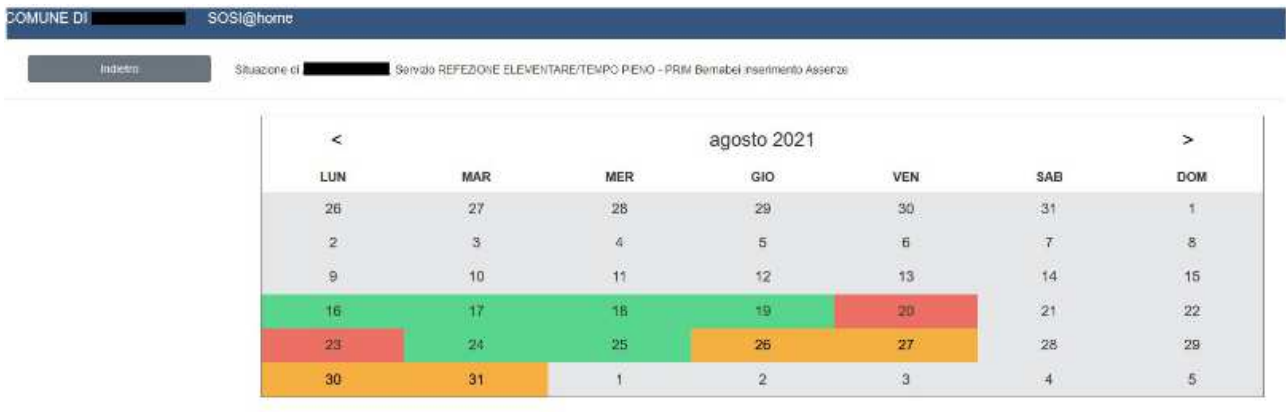 COMUNE DI SOSI@home
Indietro Situazione di Servizio REFEZIONE ELEMENTARE/TEMPO PIENO - PRIM Bernabei Inserimento Assenze
< agosto 2021 >
LUN MAR MER GIO VEN SAB DOM
26 27 28 29 30 31 1
2 3 4 5 6 7 8
9 10 11 12 13 14 15
16 17 18 19 20 21 22
23 24 25 26 27 28 29
30 31 1 2 3 4 5